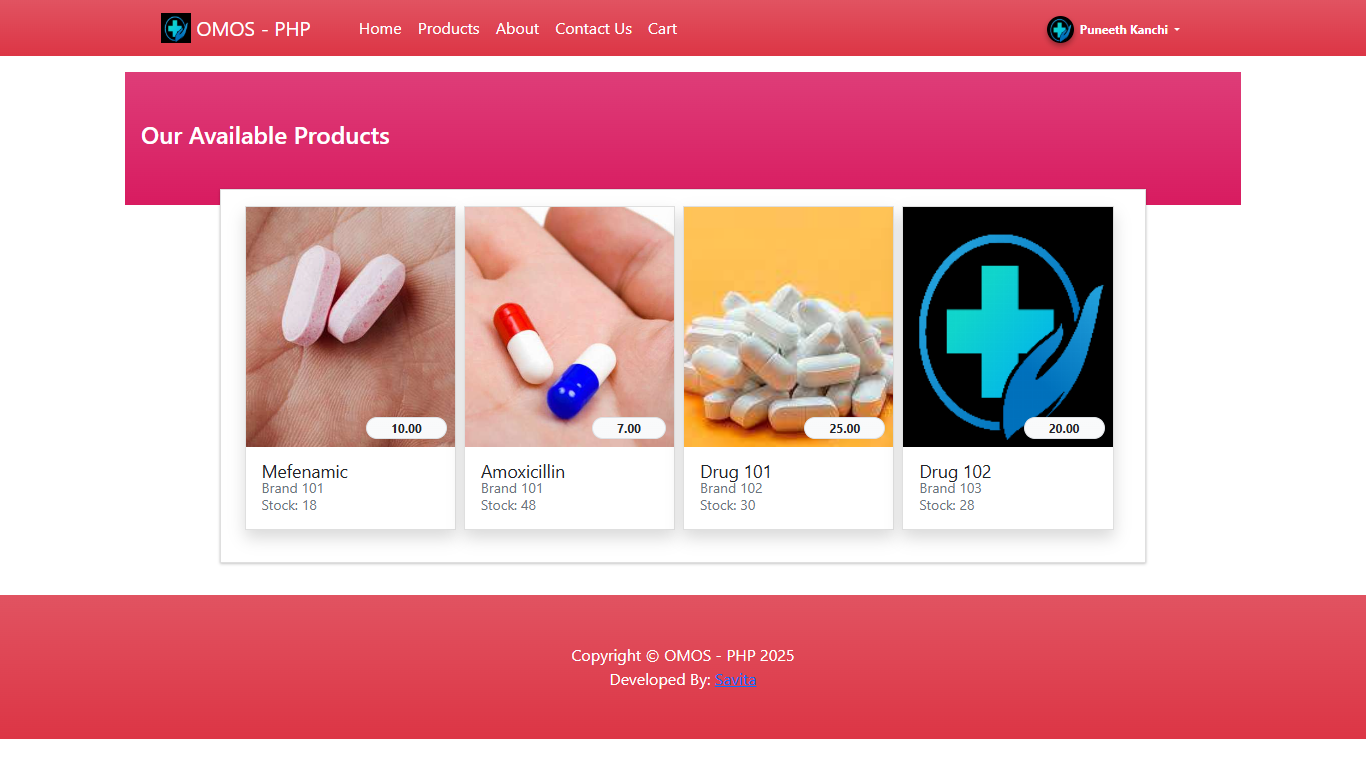 OMOS - PHP
Home
Products
About
Contact Us
Cart
Puneeth Kanchi
Our Available Products
10.00
Mefenamic
Brand 101
Stock: 18
7.00
Amoxicillin
Brand 101
Stock: 48
25.00
Drug 101
Brand 102
Stock: 30
20.00
Drug 102
Brand 103
Stock: 28
Copyright © OMOS - PHP 2025
Developed By: Savita